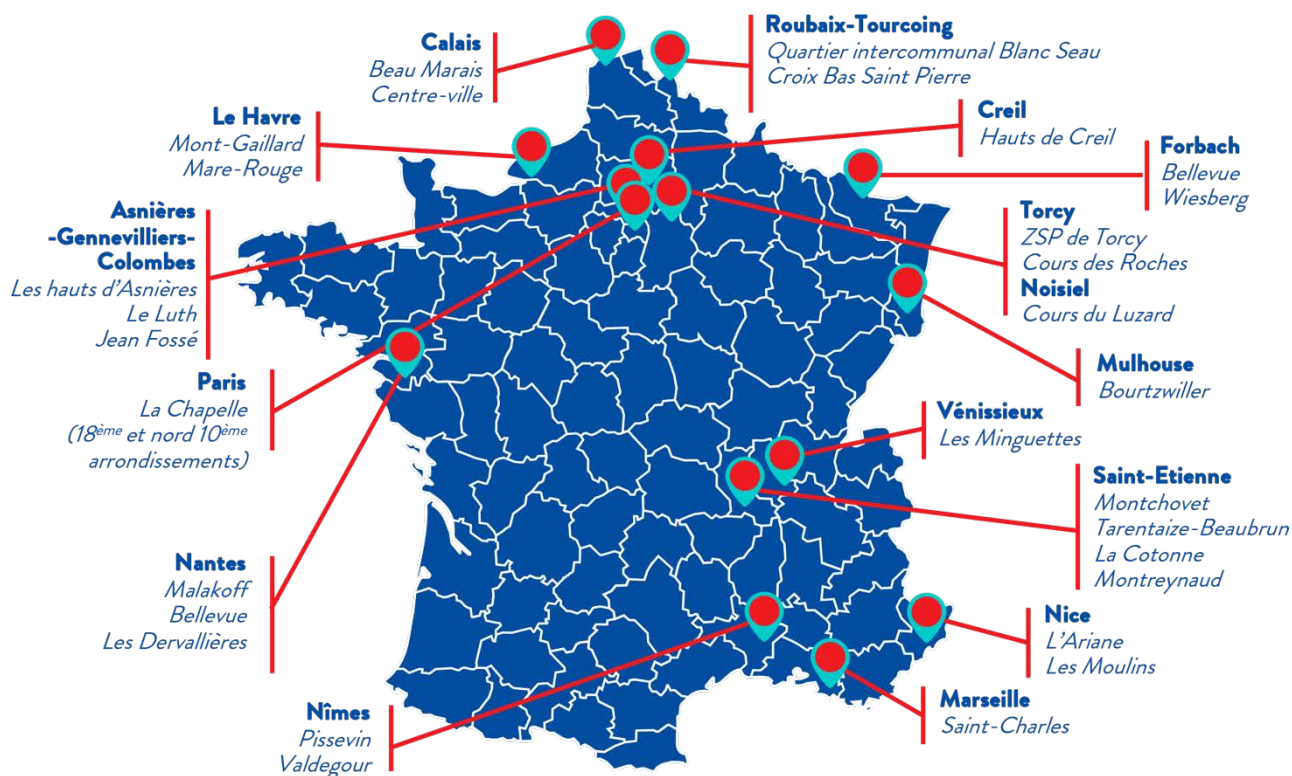 Calais
Beau Marais
Centre-ville
Roubaix-Tourcoing
Quartier intercommunal Blanc Seau
Croix Bas Saint Pierre
Le Havre
Mont-Gaillard
Mare-Rouge
Creil
Hauts de Creil
Forbach
Bellevue
Wiesberg
Asnières
-Gennevilliers-
Colombes
Les hauts d'Asnières
Le Luth
Jean Fossé
Torcy
ZSP de Torcy
Cours des Roches
Noisiel
Cours du Luzard
Paris
La Chapelle
(18ème et nord 10ème
arrondissements)
Mulhouse
Bourtzwiller
Vénissieux
Les Minguettes
Saint-Etienne
Montchovet
Tarentaize-Beaubrun
La Cotonne
Montreynaud
Nantes
Malakoff
Bellevue
Les Dervallières
Nice
L'Ariane
Les Moulins
Marseille
Saint-Charles
Nîmes
Pissevin
Valdegour